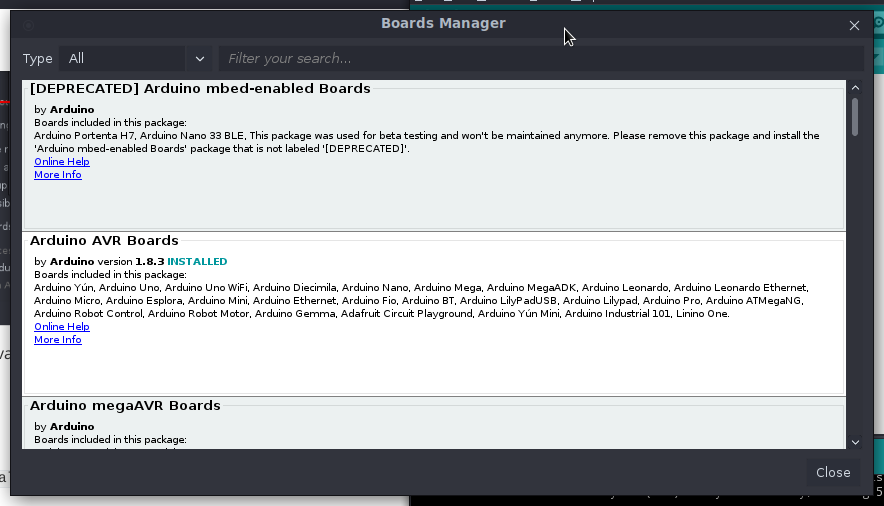 Boards Manager
Type All Filter your search...
[DEPRECATED] Arduino mbed-enabled Boards
by Arduino
Boards included in this package:
Arduino Portenta H7, Arduino Nano 33 BLE, This package was used for beta testing and won't be maintained anymore. Please remove this package and install the
'Arduino mbed-enabled Boards' package that is not labeled '[DEPRECATED]'.
Online Help
More Info
Arduino AVR Boards
by Arduino version 1.8.3 INSTALLED
Boards included in this package:
Arduino Yún, Arduino Uno, Arduino Uno WiFi, Arduino Diecimila, Arduino Nano, Arduino Mega, Arduino MegaADK, Arduino Leonardo, Arduino Leonardo Ethernet,
Arduino Micro, Arduino Esplora, Arduino Mini, Arduino Ethernet, Arduino Fio, Arduino BT, Arduino LilyPadUSB, Arduino Lilypad, Arduino Pro, Arduino ATMegaNG,
Arduino Robot Control, Arduino Robot Motor, Arduino Gemma, Adafruit Circuit Playground, Arduino Yún Mini, Arduino Industrial 101, Linino One.
Online Help
More Info
Arduino megaAVR Boards
by Arduino
Boards included in this package:
Close